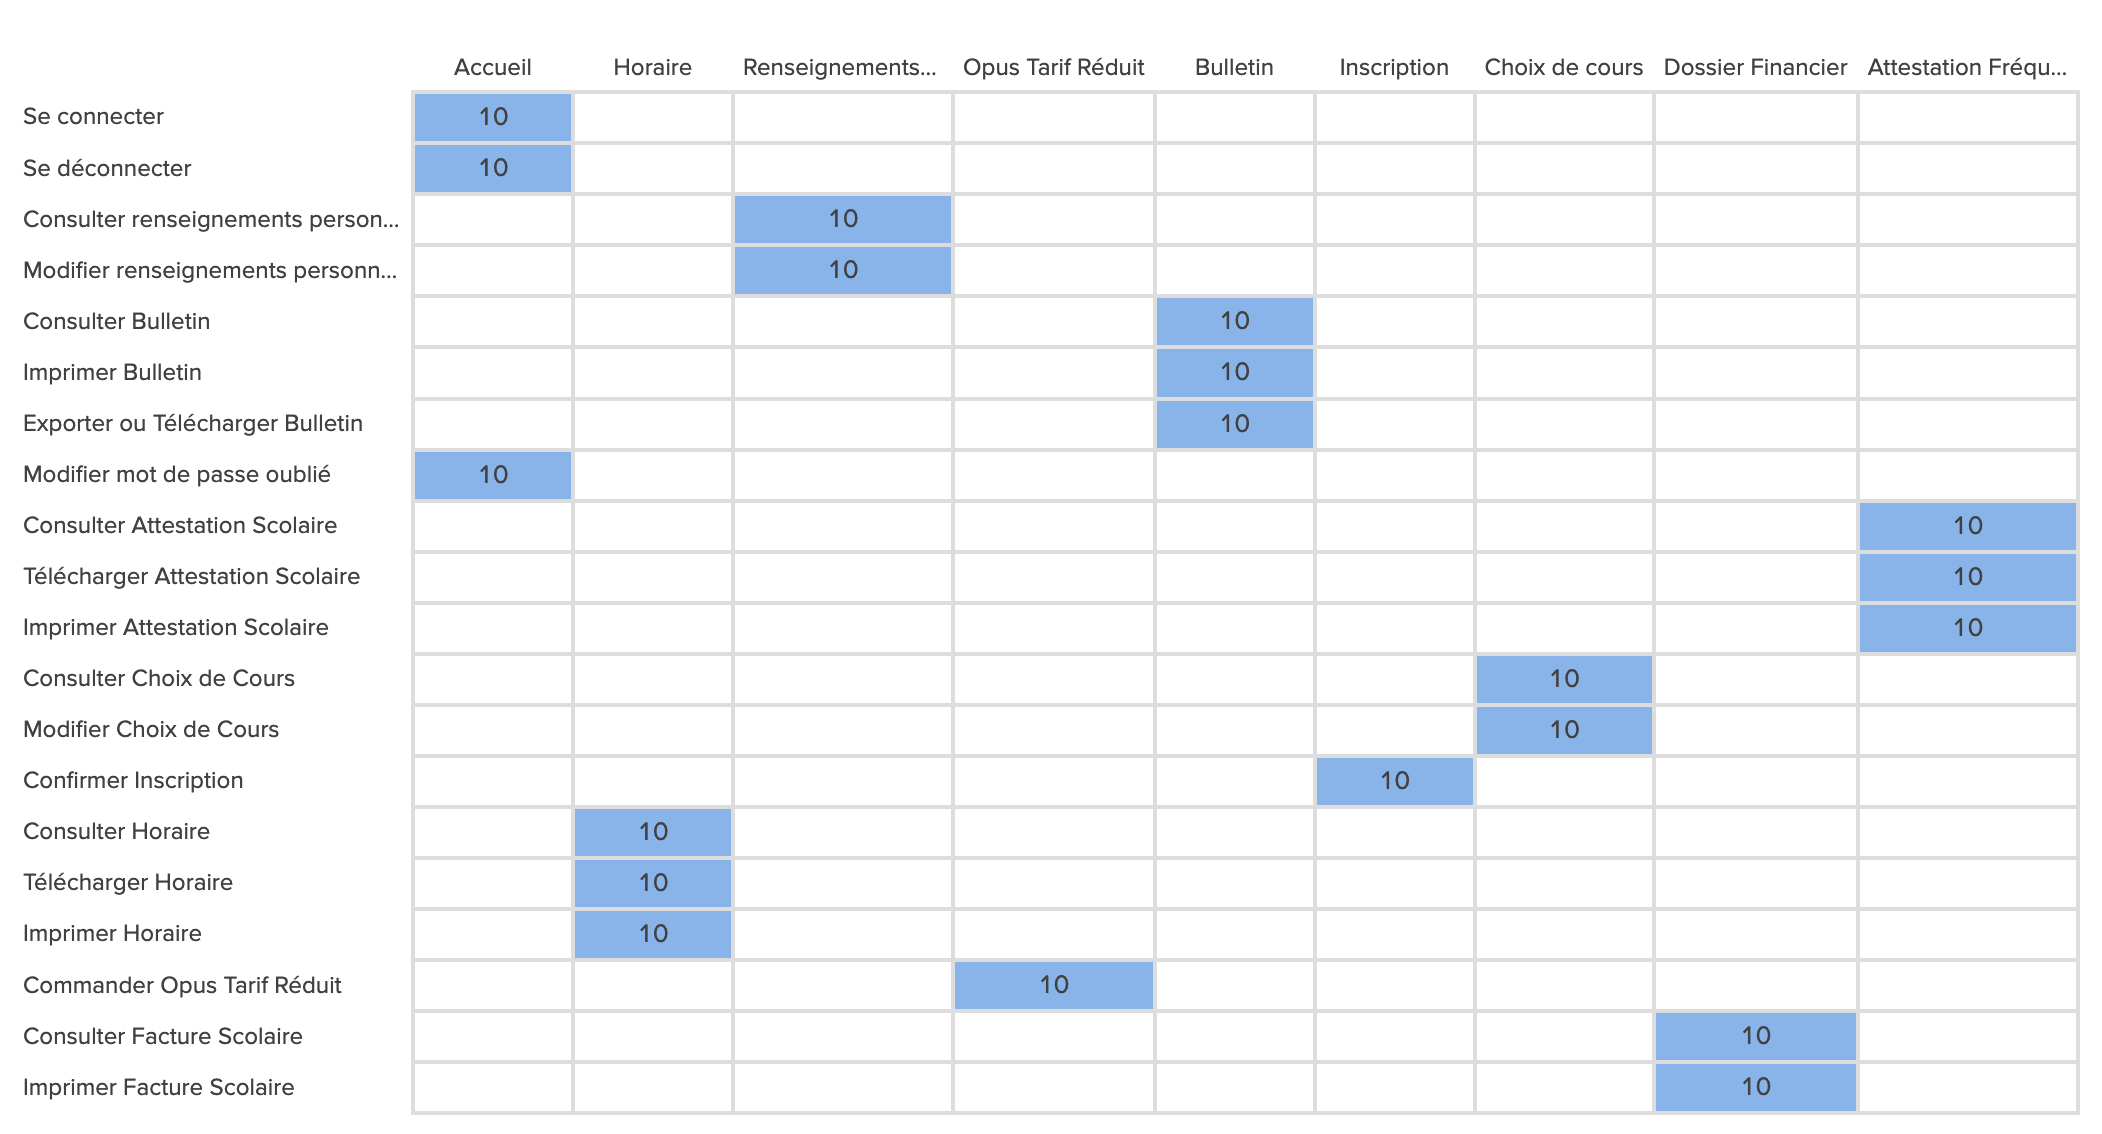 Accueil Horaire Renseignements... Opus Tarif Réduit Bulletin Inscription Choix de cours Dossier Financier Attestation Fréqu...
Se connecter 10
Se déconnecter 10
Consulter renseignements person... 10
Modifier renseignements personn... 10
Consulter Bulletin 10
Imprimer Bulletin 10
Exporter ou Télécharger Bulletin 10
Modifier mot de passe oublié 10
Consulter Attestation Scolaire 10
Télécharger Attestation Scolaire 10
Imprimer Attestation Scolaire 10
Consulter Choix de Cours 10
Modifier Choix de Cours 10
Confirmer Inscription 10
Consulter Horaire 10
Télécharger Horaire 10
Imprimer Horaire 10
Commander Opus Tarif Réduit 10
Consulter Facture Scolaire 10
Imprimer Facture Scolaire 10